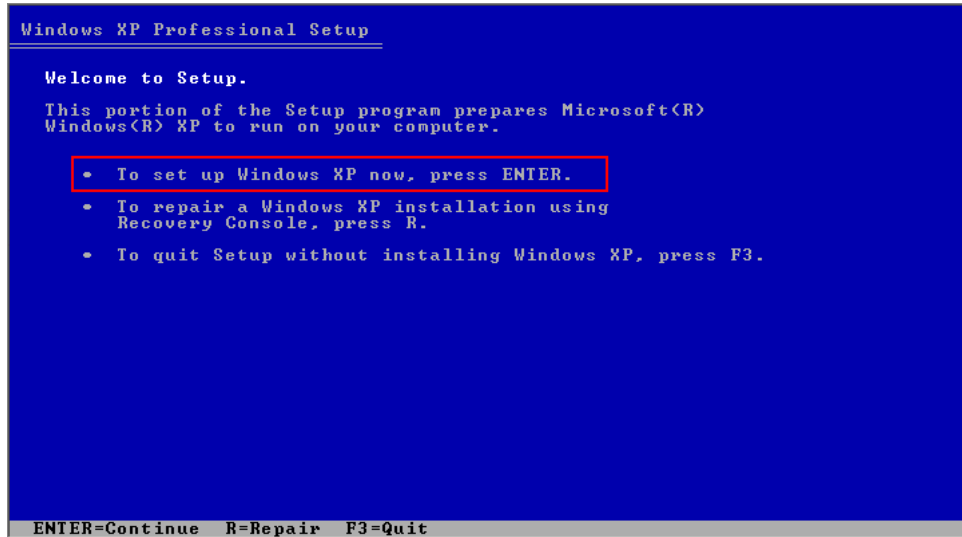 Windows XP Professional Setup
Welcome to Setup.
This portion of the Setup program prepares Microsoft(R)
Windows(R) XP to run on your computer.
• To set up Windows XP now, press ENTER.
• To repair a Windows XP installation using
Recovery Console, press R.
• To quit Setup without installing Windows XP, press F3.
ENTER=Continue R=Repair F3=Quit